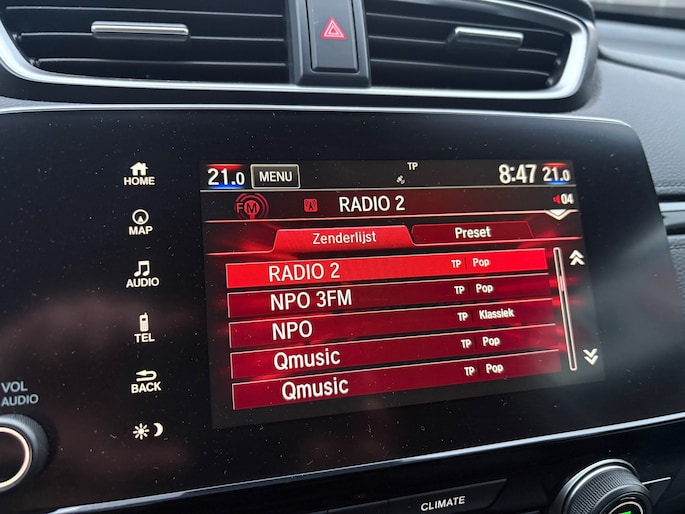 TP
21.0 MENU 8:47 21.0
HOME
FM RADIO 2 04
MAP
Zenderlijst Preset
AUDIO
RADIO 2 TP Pop
NPO 3FM TP Pop
TEL
NPO TP Klassiek
Qmusic TP Pop
BACK
Qmusic TP Pop
VOL
AUDIO
CLIMATE